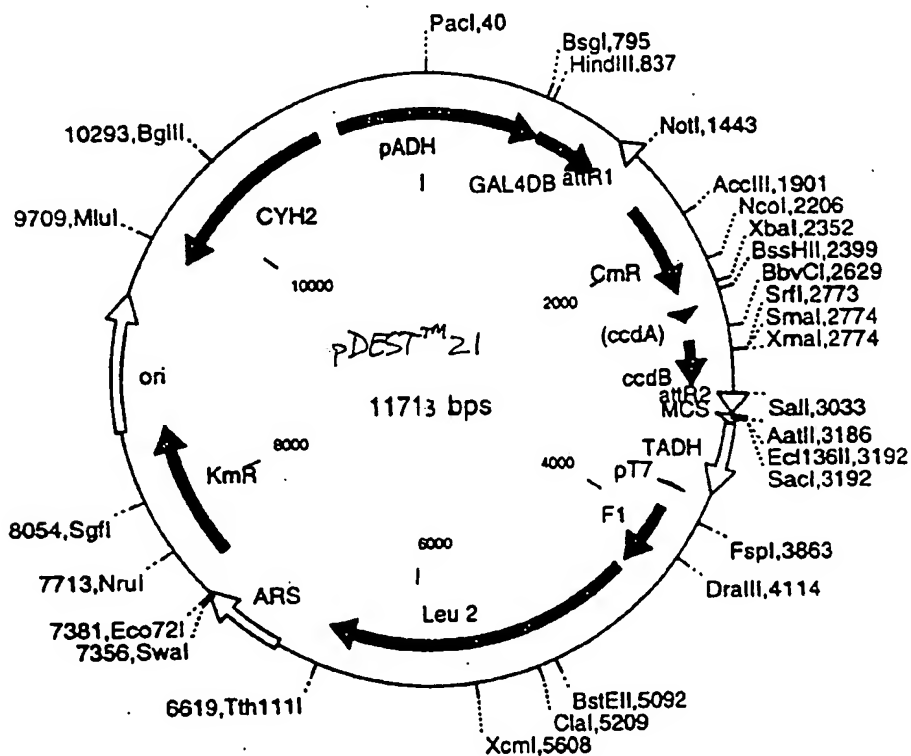 PacI,40
BsgI,795
HindIII,837
NotI,1443
AccIII,1901
NcoI,2206
XbaI,2352
BssHII,2399
BbvCI,2629
SrfI,2773
SmaI,2774
XmaI,2774
SalI,3033
AatII,3186
Ecl136II,3192
SacI,3192
FspI,3863
DraIII,4114
BstEII,5092
ClaI,5209
XcmI,5608
6619,Tth111I
7356,SwaI
7381,Eco72I
7713,NruI
8054,SgfI
9709,MluI
10293,BglII
pADH
GAL4DB
attR1
CmR
(ccdA)
ccdB
attR2
MCS
TADH
pT7
F1
Leu 2
ARS
KmR
ori
CYH2
2000
4000
6000
8000
10000
pDEST™21
11713 bps